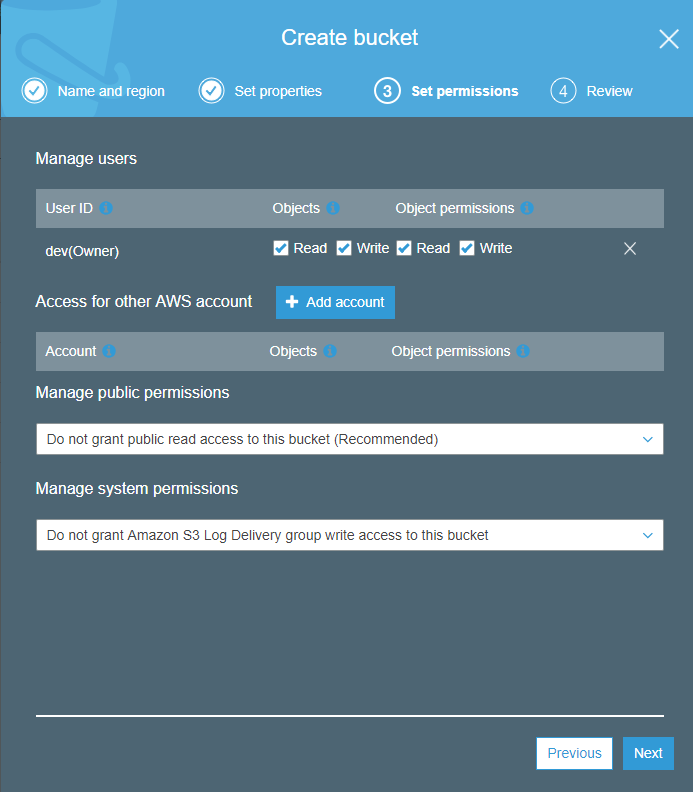 Create bucket
Name and region Set properties 3 Set permissions 4 Review
Manage users
User ID Objects Object permissions
dev(Owner) Read Write Read Write
Access for other AWS account Add account
Account Objects Object permissions
Manage public permissions
Do not grant public read access to this bucket (Recommended)
Manage system permissions
Do not grant Amazon S3 Log Delivery group write access to this bucket
Previous Next